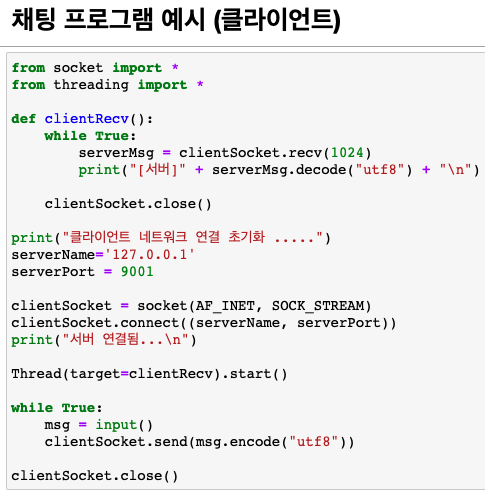 채팅 프로그램 예시 (클라이언트)
from socket import *
from threading import *
def clientRecv():
    while True:
        serverMsg = clientSocket.recv(1024)
        print("[서버]" + serverMsg.decode("utf8") + "\n")
    clientSocket.close()
print("클라이언트 네트워크 연결 초기화 .....")
serverName='127.0.0.1'
serverPort = 9001
clientSocket = socket(AF_INET, SOCK_STREAM)
clientSocket.connect((serverName, serverPort))
print("서버 연결됨...\n")
Thread(target=clientRecv).start()
while True:
    msg = input()
    clientSocket.send(msg.encode("utf8"))
clientSocket.close()